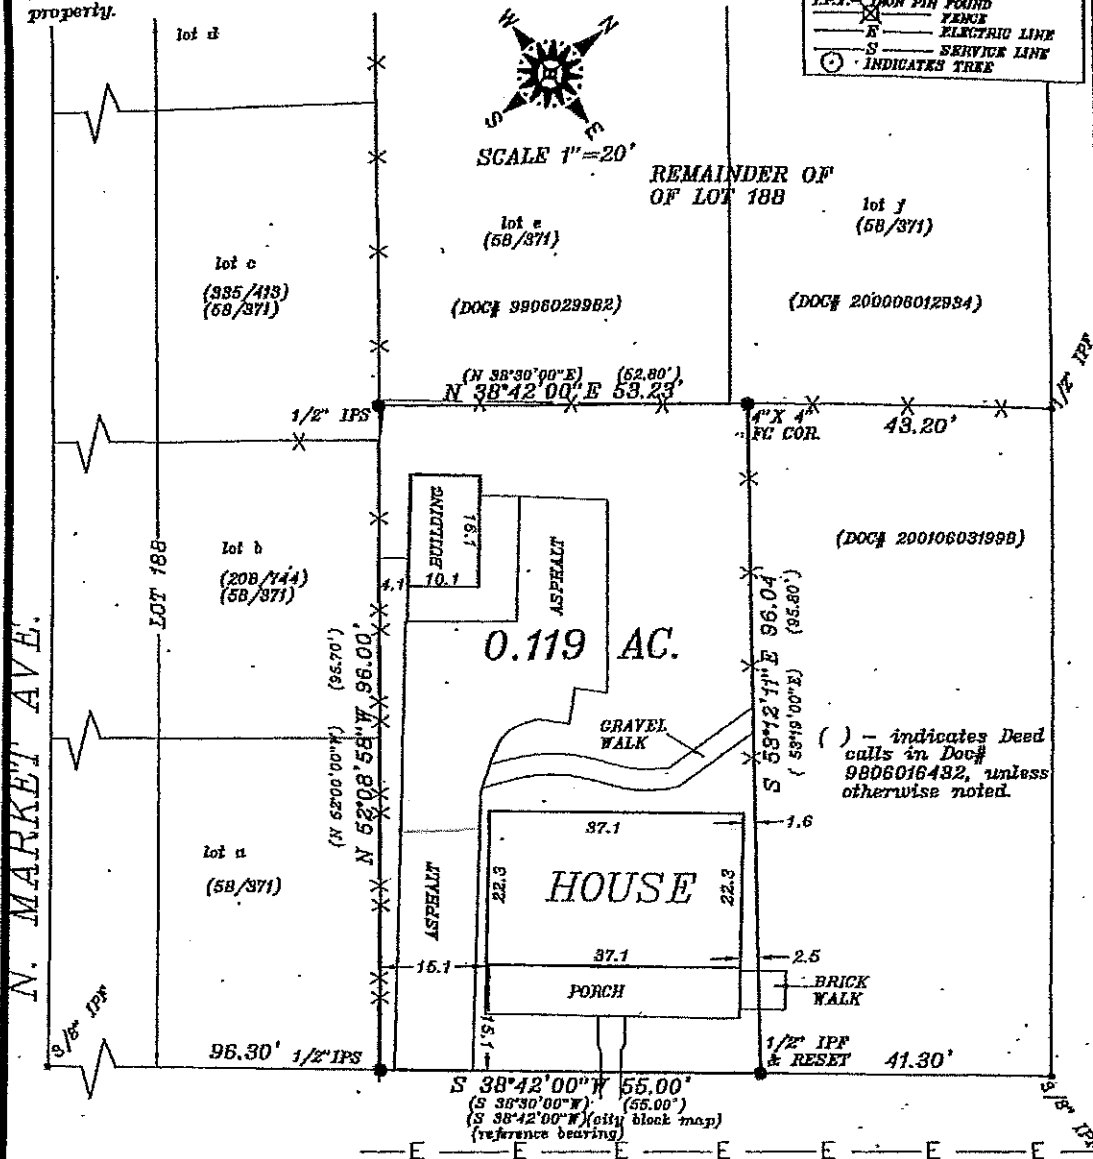 property.
lot d
IRON PIN FOUND
FENCE
E ELECTRIC LINE
S SERVICE LINE
INDICATES TREE
W
N
S
E
SCALE 1"=20'
REMAINDER OF
OF LOT 188
lot e
(58/371)
lot f
(58/371)
lot c
(335/413)
(58/371)
(DOC# 9906029982)
(DOC# 200006012934)
1/2" IPF
(N 38°30'00"E) (52.80')
N 38°42'00"E 53.23'
1/2" IPS
4"X 4"
FC COR.
43.20'
BUILDING
16.1
10.1
4.1
ASPHALT
(DOC# 200106031998)
lot b
(208/744)
(58/371)
LOT 188
N. MARKET AVE.
0.119 AC.
(95.70')
(N 52°00'00"W)
N 52°08'58"W 96.00'
S 58°12'11"E 96.04'
(95.80')
( 53°19'00"E)
GRAVEL
WALK
( ) - indicates Deed
calls in Doc#
9806016432, unless
otherwise noted.
1.6
37.1
lot a
(58/371)
ASPHALT
22.3
HOUSE
22.3
37.1
2.5
15.1
PORCH
BRICK
WALK
15.1
3/8" IPF
96.30'
1/2"IPS
1/2" IPF
& RESET
41.30'
3/8" IPF
S 38°42'00"W 55.00'
(S 38°30'00"W) (55.00')
(S 38°42'00"W)(city block map)
(reference bearing)
E E E E E E E